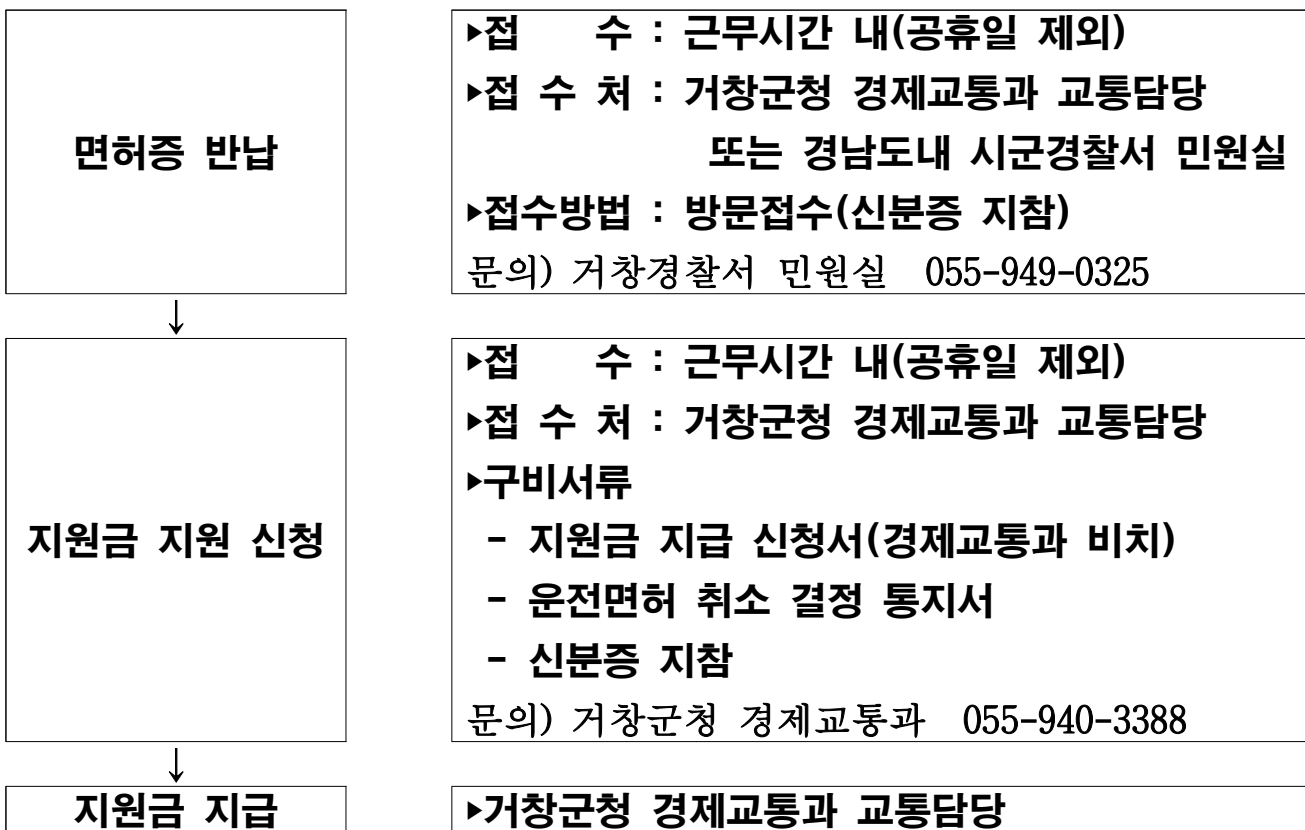 면허증 반납
▸접 수 : 근무시간 내(공휴일 제외)
▸접 수 처 : 거창군청 경제교통과 교통담당
또는 경남도내 시군경찰서 민원실
▸접수방법 : 방문접수(신분증 지참)
문의) 거창경찰서 민원실 055-949-0325
↓
지원금 지원 신청
▸접 수 : 근무시간 내(공휴일 제외)
▸접 수 처 : 거창군청 경제교통과 교통담당
▸구비서류
- 지원금 지급 신청서(경제교통과 비치)
- 운전면허 취소 결정 통지서
- 신분증 지참
문의) 거창군청 경제교통과 055-940-3388
↓
지원금 지급
▸거창군청 경제교통과 교통담당